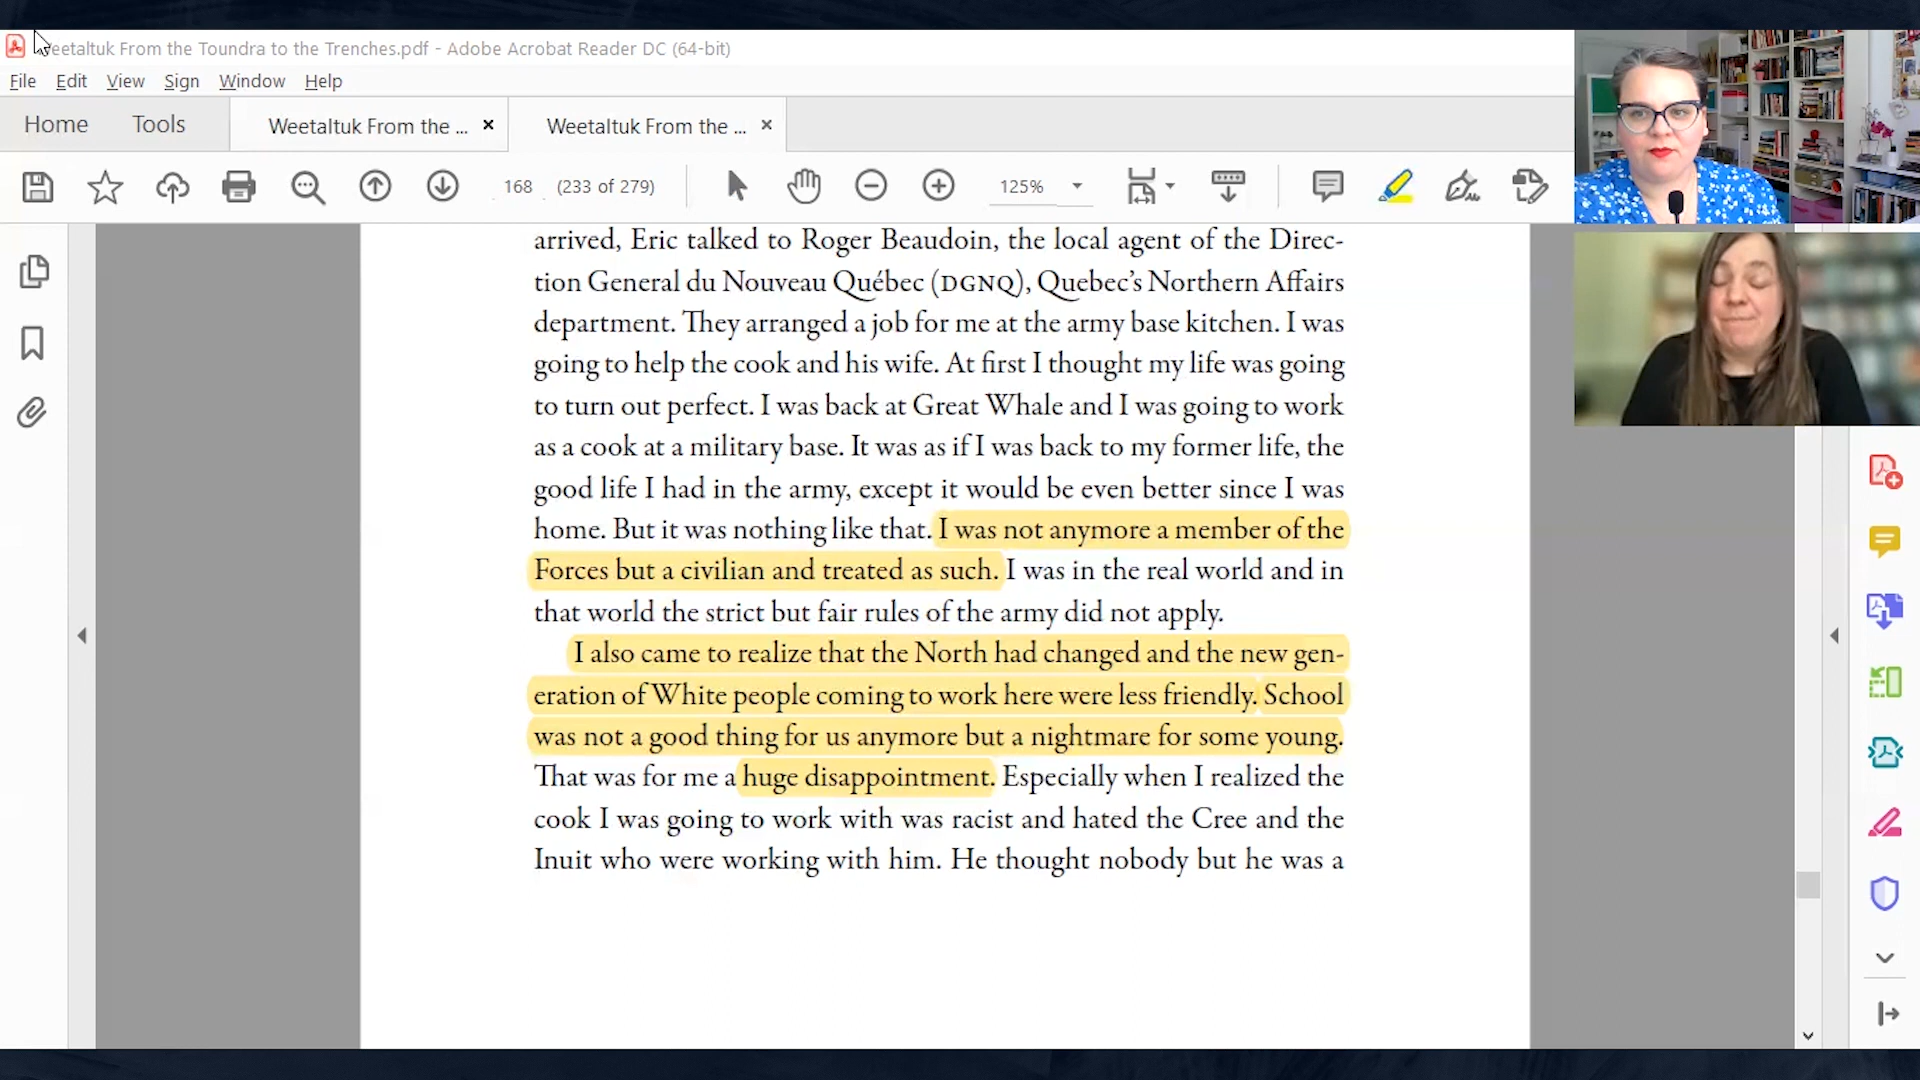 eetaltuk From the Toundra to the Trenches.pdf - Adobe Acrobat Reader DC (64-bit)
File Edit View Sign Window Help
Home Tools Weetaltuk From the ... Weetaltuk From the ...
168 (233 of 279) 125%
arrived, Eric talked to Roger Beaudoin, the local agent of the Direc-
tion General du Nouveau Québec (DGNQ), Quebec’s Northern Affairs
department. They arranged a job for me at the army base kitchen. I was
going to help the cook and his wife. At first I thought my life was going
to turn out perfect. I was back at Great Whale and I was going to work
as a cook at a military base. It was as if I was back to my former life, the
good life I had in the army, except it would be even better since I was
home. But it was nothing like that. I was not anymore a member of the
Forces but a civilian and treated as such. I was in the real world and in
that world the strict but fair rules of the army did not apply.
I also came to realize that the North had changed and the new gen-
eration of White people coming to work here were less friendly. School
was not a good thing for us anymore but a nightmare for some young.
That was for me a huge disappointment. Especially when I realized the
cook I was going to work with was racist and hated the Cree and the
Inuit who were working with him. He thought nobody but he was a